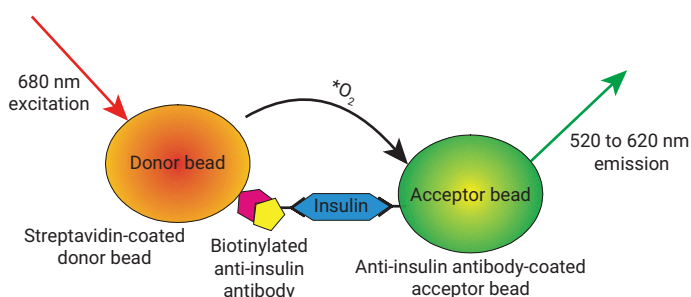 680 nm
excitation
*O2
520 to 620 nm
emission
Donor bead
Insulin
Acceptor bead
Streptavidin-coated
donor bead
Biotinylated
anti-insulin
antibody
Anti-insulin antibody-coated
acceptor bead